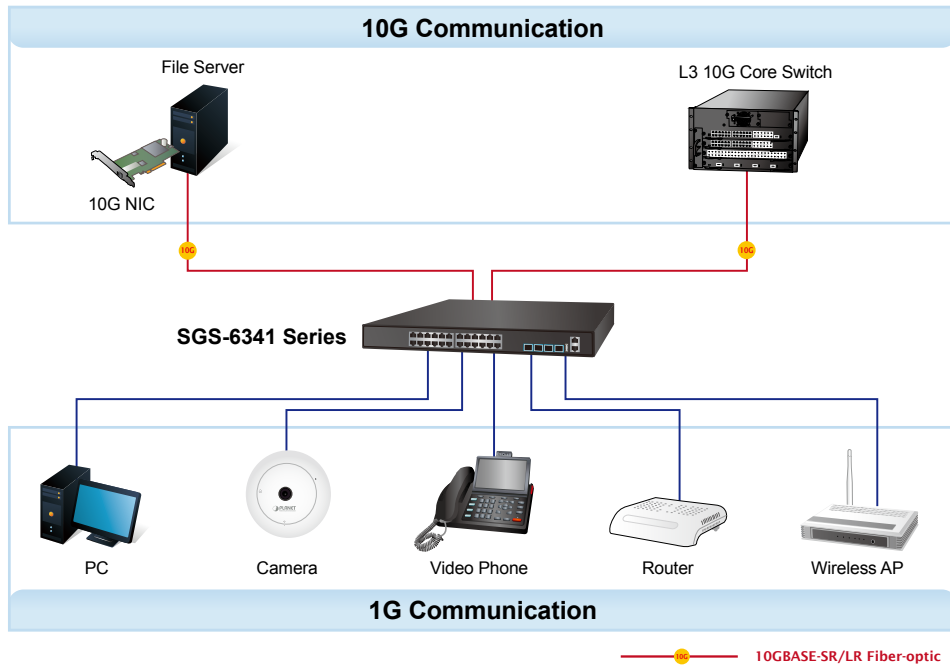 10G Communication
File Server
L3 10G Core Switch
10G NIC
10G
10G
SGS-6341 Series
PLANET
PC
Camera
Video Phone
Router
Wireless AP
1G Communication
10G
10GBASE-SR/LR Fiber-optic